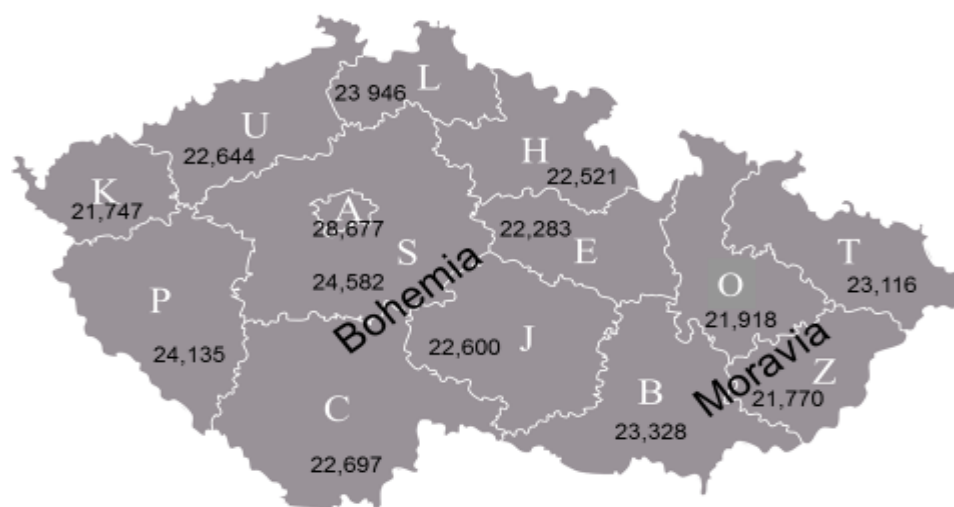 L
23 946
U
22,644
H
22,521
K
21,747
A
28,677
22,283
E
S
24,582
Bohemia
T
23,116
O
21,918
P
24,135
22,600
J
Moravia
Z
21,770
B
23,328
C
22,697